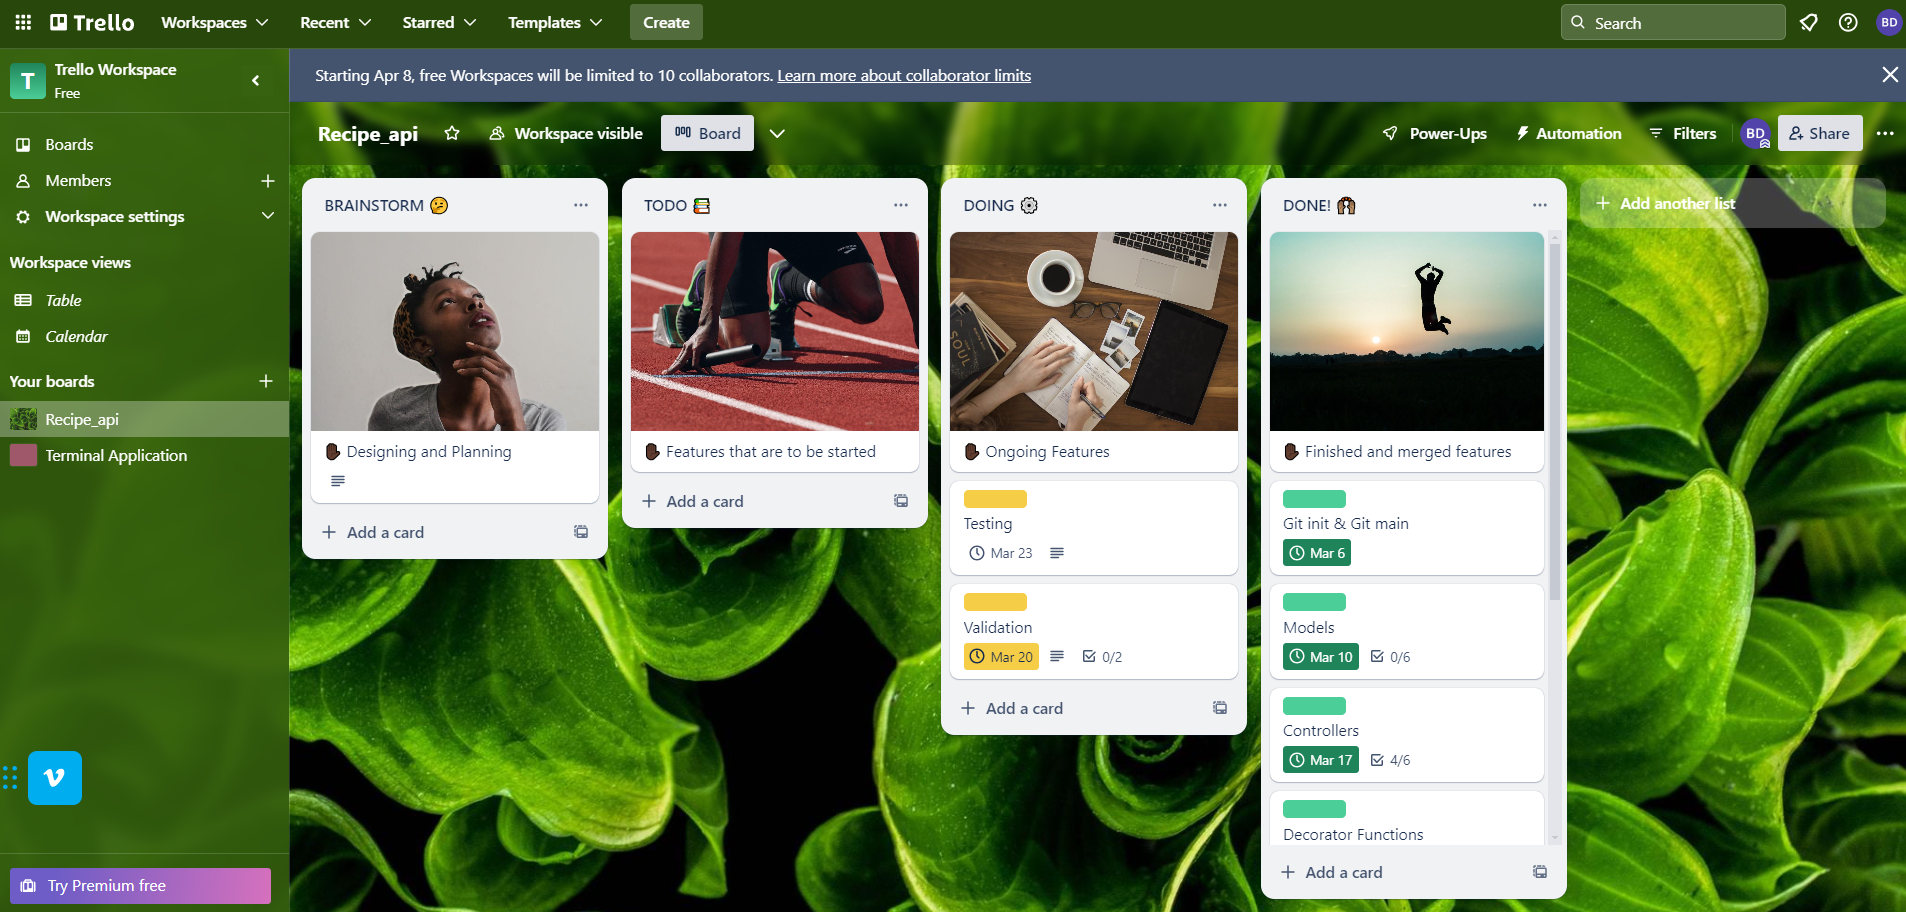 Trello
Workspaces
Recent
Starred
Templates
Create
Search
BD
T
Trello Workspace
Free
Starting Apr 8, free Workspaces will be limited to 10 collaborators. Learn more about collaborator limits
Boards
Members
Workspace settings
Workspace views
Table
Calendar
Your boards
Recipe_api
Terminal Application
Try Premium free
Recipe_api
Workspace visible
Board
Power-Ups
Automation
Filters
BD
Share
BRAINSTORM 🤔
✋🏿 Designing and Planning
Add a card
TODO 📚
✋🏿 Features that are to be started
Add a card
DOING ⚙️
SOUL
✋🏿 Ongoing Features
Testing
Mar 23
Validation
Mar 20
0/2
Add a card
DONE! 🙌🏽
✋🏿 Finished and merged features
Git init & Git main
Mar 6
Models
Mar 10
0/6
Controllers
Mar 17
4/6
Decorator Functions
Add a card
Add another list